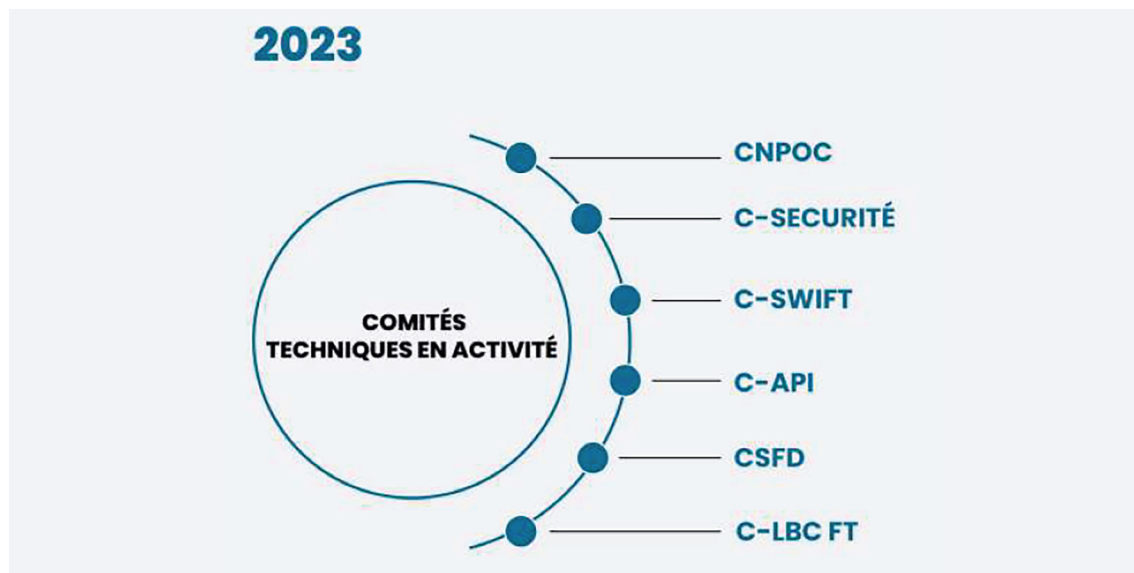 2023
CNPOC
C-SECURITÉ
C-SWIFT
COMITÉS
TECHNIQUES EN ACTIVITÉ
C-API
CSFD
C-LBC FT